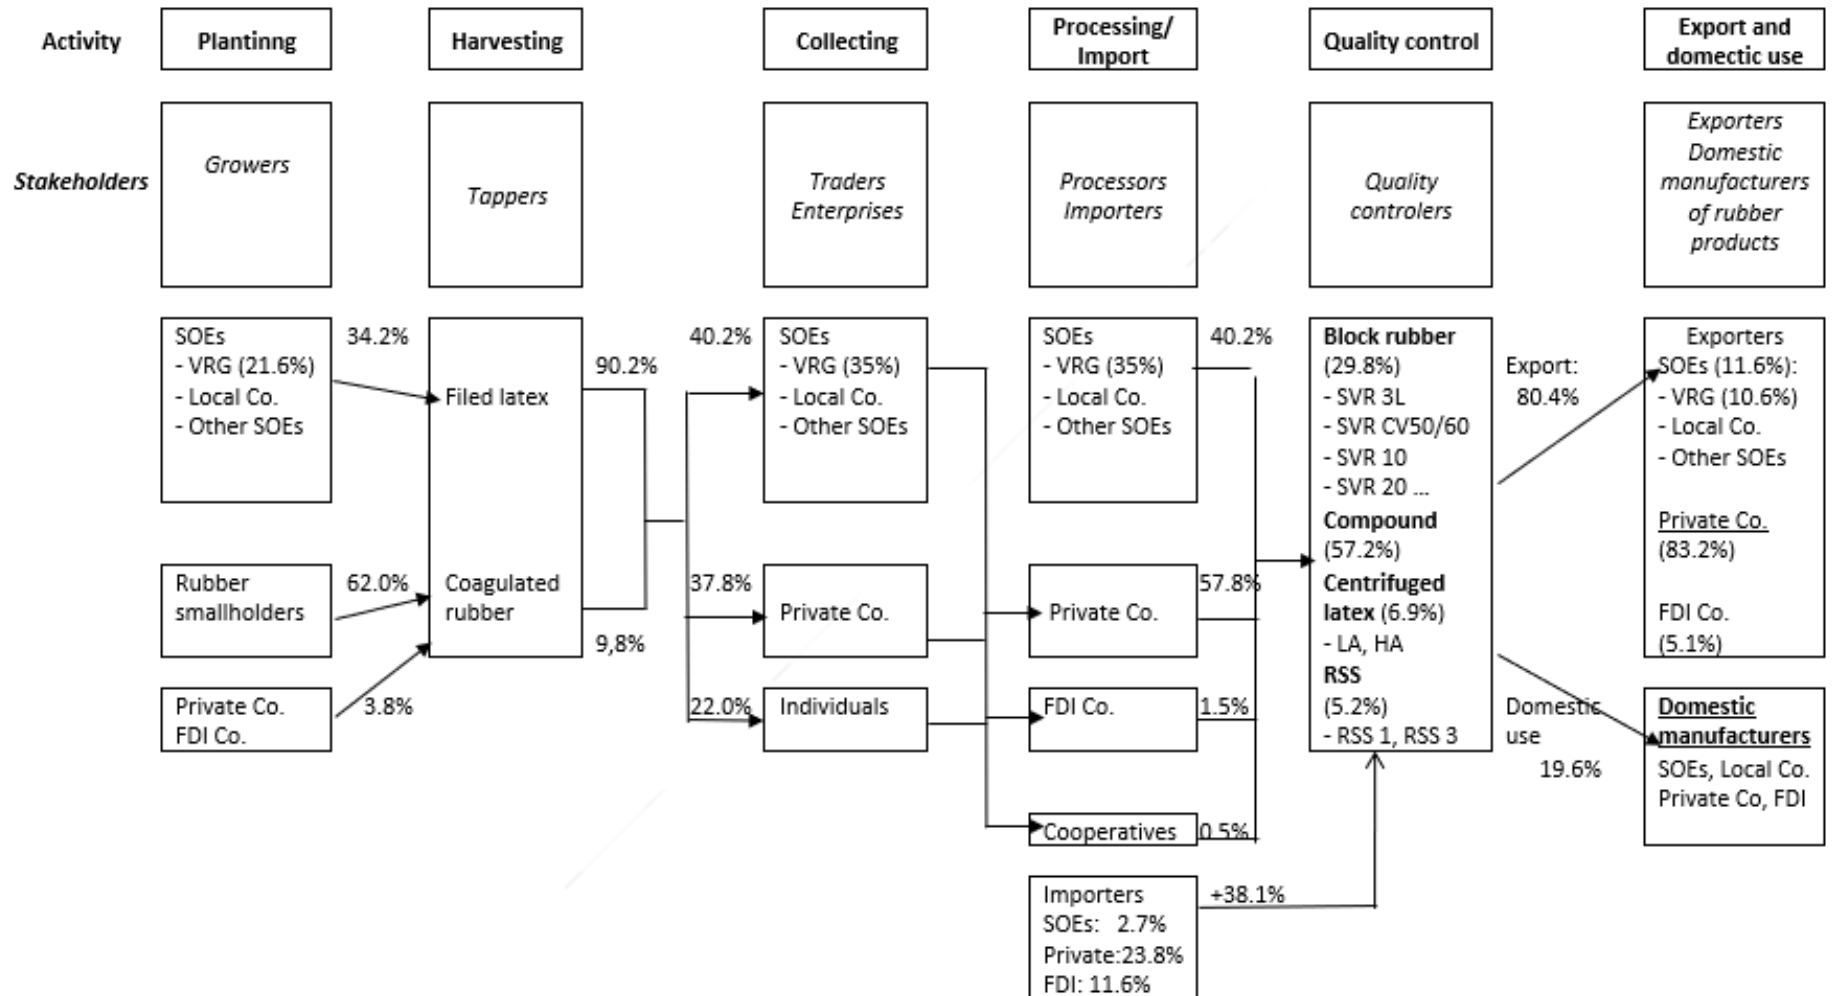 Activity
Plantinng
Harvesting
Collecting
Processing/
Import
Quality control
Export and
domectic use
Stakeholders
Growers
Tappers
Traders
Enterprises
Processors
Importers
Quality
controlers
Exporters
Domestic
manufacturers
of rubber
products
SOEs
- VRG (21.6%)
- Local Co.
- Other SOEs
34.2%
Rubber
smallholders
62.0%
Private Co.
FDI Co.
3.8%
Filed latex
90.2%
Coagulated
rubber
9,8%
40.2%
SOEs
- VRG (35%)
- Local Co.
- Other SOEs
37.8%
Private Co.
22.0%
Individuals
SOEs
- VRG (35%)
- Local Co.
- Other SOEs
40.2%
Private Co.
57.8%
FDI Co.
1.5%
Cooperatives
0.5%
Importers
SOEs: 2.7%
Private:23.8%
FDI: 11.6%
+38.1%
Block rubber
(29.8%)
- SVR 3L
- SVR CV50/60
- SVR 10
- SVR 20 ...
Compound
(57.2%)
Centrifuged
latex (6.9%)
- LA, HA
RSS
(5.2%)
- RSS 1, RSS 3
Export:
80.4%
Domestic
use
19.6%
Exporters
SOEs (11.6%):
- VRG (10.6%)
- Local Co.
- Other SOEs
Private Co.
(83.2%)
FDI Co.
(5.1%)
Domestic
manufacturers
SOEs, Local Co.
Private Co, FDI